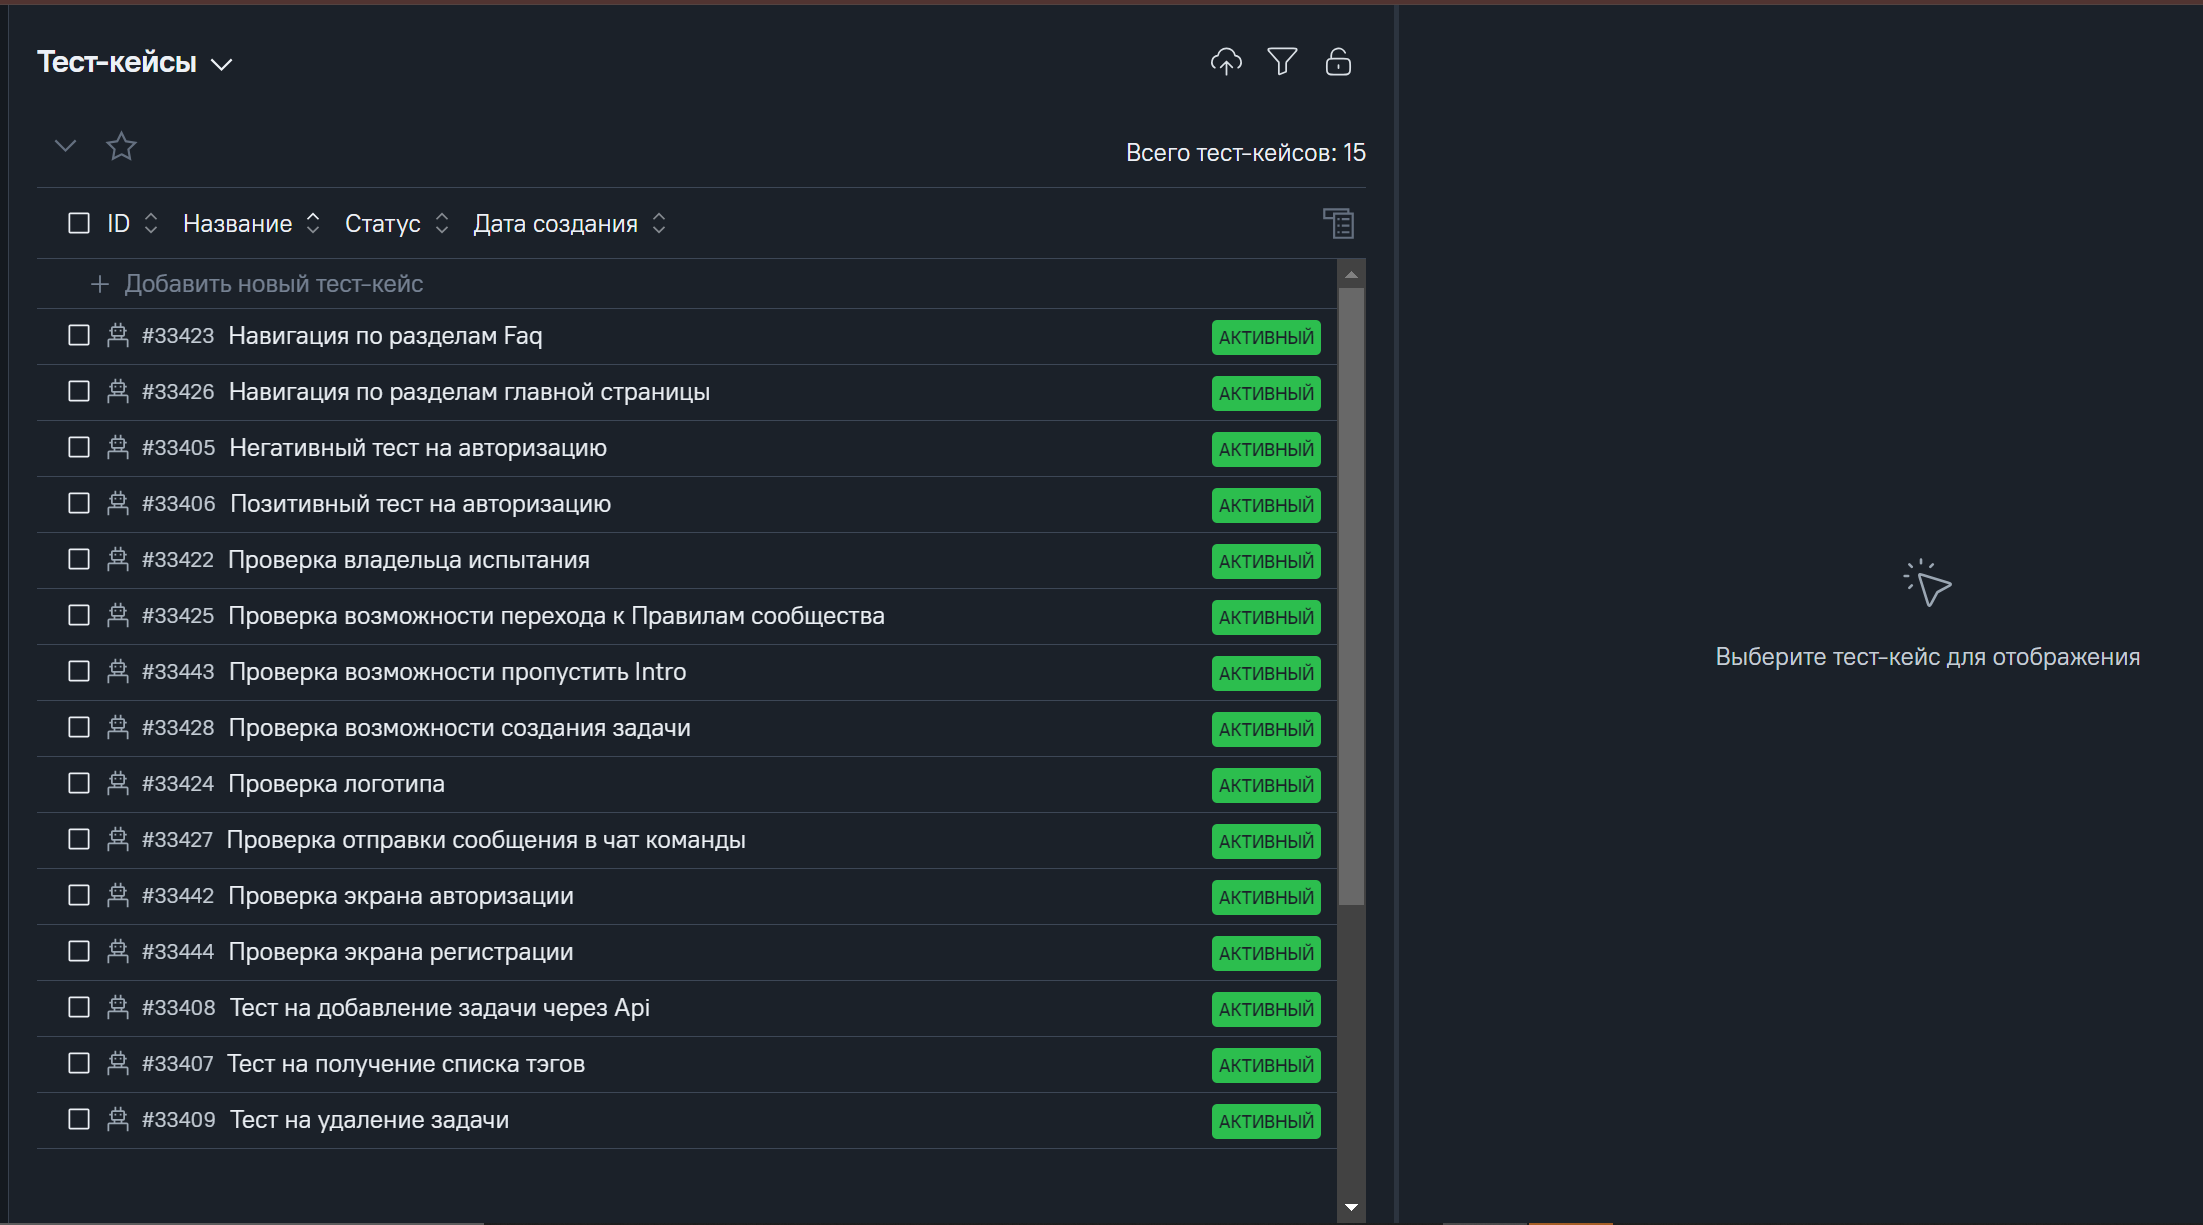 Тест-кейсы
Всего тест-кейсов: 15
ID Название Статус Дата создания
Добавить новый тест-кейс
#33423 Навигация по разделам Faq АКТИВНЫЙ
#33426 Навигация по разделам главной страницы АКТИВНЫЙ
#33405 Негативный тест на авторизацию АКТИВНЫЙ
#33406 Позитивный тест на авторизацию АКТИВНЫЙ
#33422 Проверка владельца испытания АКТИВНЫЙ
#33425 Проверка возможности перехода к Правилам сообщества АКТИВНЫЙ
#33443 Проверка возможности пропустить Intro АКТИВНЫЙ
#33428 Проверка возможности создания задачи АКТИВНЫЙ
#33424 Проверка логотипа АКТИВНЫЙ
#33427 Проверка отправки сообщения в чат команды АКТИВНЫЙ
#33442 Проверка экрана авторизации АКТИВНЫЙ
#33444 Проверка экрана регистрации АКТИВНЫЙ
#33408 Тест на добавление задачи через Api АКТИВНЫЙ
#33407 Тест на получение списка тэгов АКТИВНЫЙ
#33409 Тест на удаление задачи АКТИВНЫЙ
Выберите тест-кейс для отображения